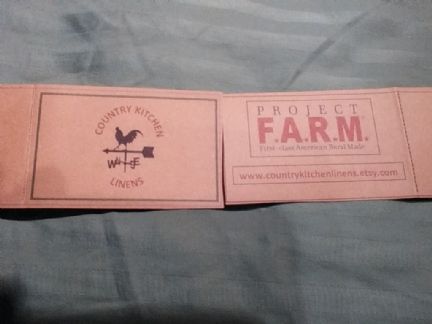 COUNTRY KITCHEN
W S E
LINENS
PROJECT
F.A.R.M.
First-class American Rural Made
www.countrykitchenlinens.etsy.com